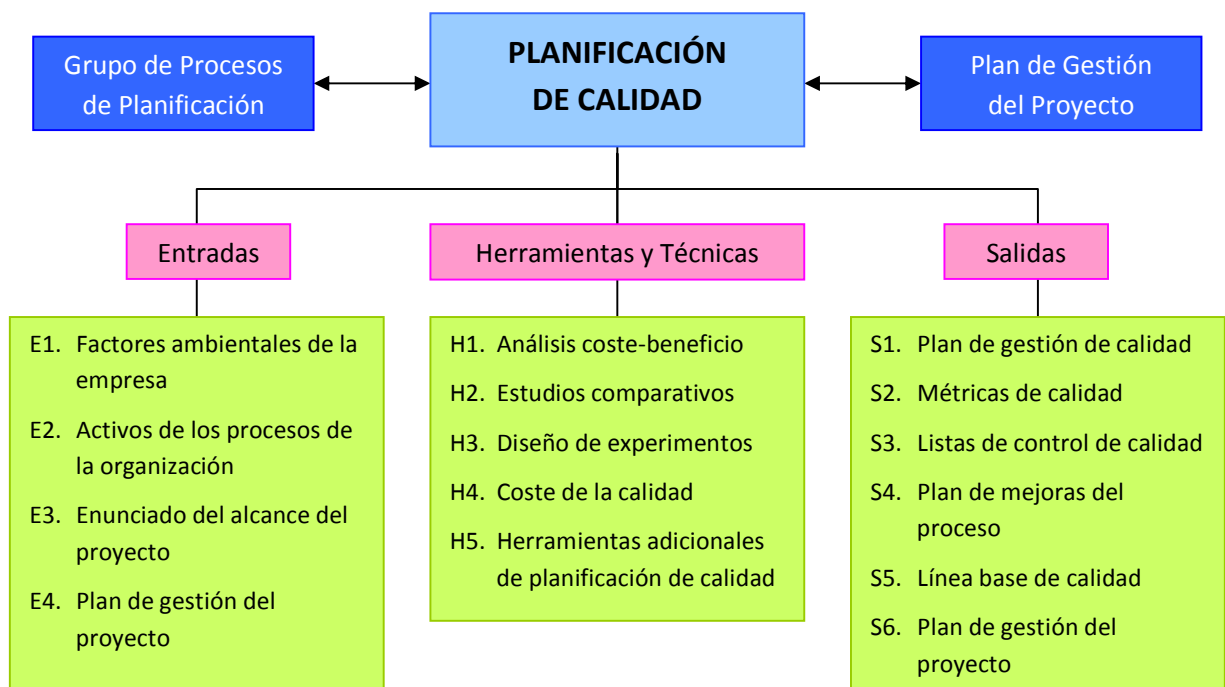 Grupo de Procesos
de Planificación
PLANIFICACIÓN
DE CALIDAD
Plan de Gestión
del Proyecto
Entradas
E1. Factores ambientales de la
empresa
E2. Activos de los procesos de
la organización
E3. Enunciado del alcance del
proyecto
E4. Plan de gestión del
proyecto
Herramientas y Técnicas
H1. Análisis coste-beneficio
H2. Estudios comparativos
H3. Diseño de experimentos
H4. Coste de la calidad
H5. Herramientas adicionales
de planificación de calidad
Salidas
S1. Plan de gestión de calidad
S2. Métricas de calidad
S3. Listas de control de calidad
S4. Plan de mejoras del
proceso
S5. Línea base de calidad
S6. Plan de gestión del
proyecto